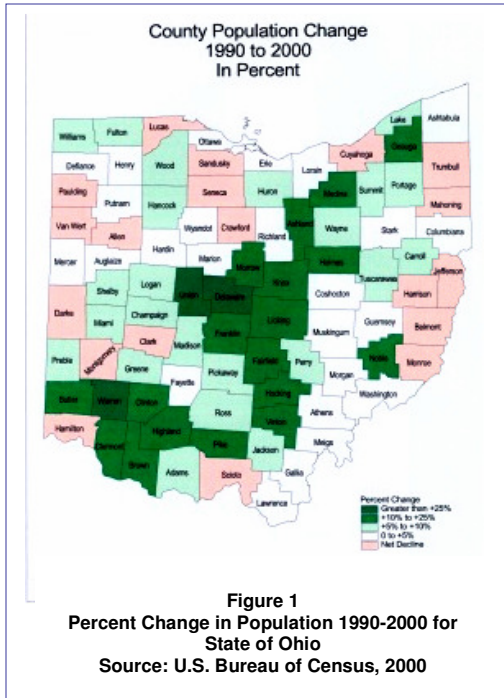 County Population Change
1990 to 2000
In Percent
Williams
Fulton
Lucas
Ottawa
Lake
Ashtabula
Geauga
Defiance
Henry
Wood
Sandusky
Erie
Lorain
Cuyahoga
Trumbull
Paulding
Putnam
Hancock
Seneca
Huron
Medina
Summit
Portage
Mahoning
Van Wert
Allen
Wyandot
Crawford
Richland
Ashland
Wayne
Stark
Columbiana
Mercer
Auglaize
Hardin
Marion
Morrow
Holmes
Carroll
Tuscarawas
Jefferson
Shelby
Logan
Union
Delaware
Knox
Coshocton
Harrison
Darke
Miami
Champaign
Licking
Guernsey
Belmont
Clark
Madison
Franklin
Muskingum
Preble
Montgomery
Greene
Fayette
Pickaway
Fairfield
Perry
Noble
Monroe
Morgan
Butler
Warren
Clinton
Ross
Hocking
Washington
Hamilton
Clermont
Highland
Vinton
Athens
Brown
Adams
Pike
Jackson
Meigs
Scioto
Gallia
Lawrence
Percent Change
Greater than +25%
+10% to +25%
+5% to +10%
0 to +5%
Net Decline
Figure 1
Percent Change in Population 1990-2000 for
State of Ohio
Source: U.S. Bureau of Census, 2000